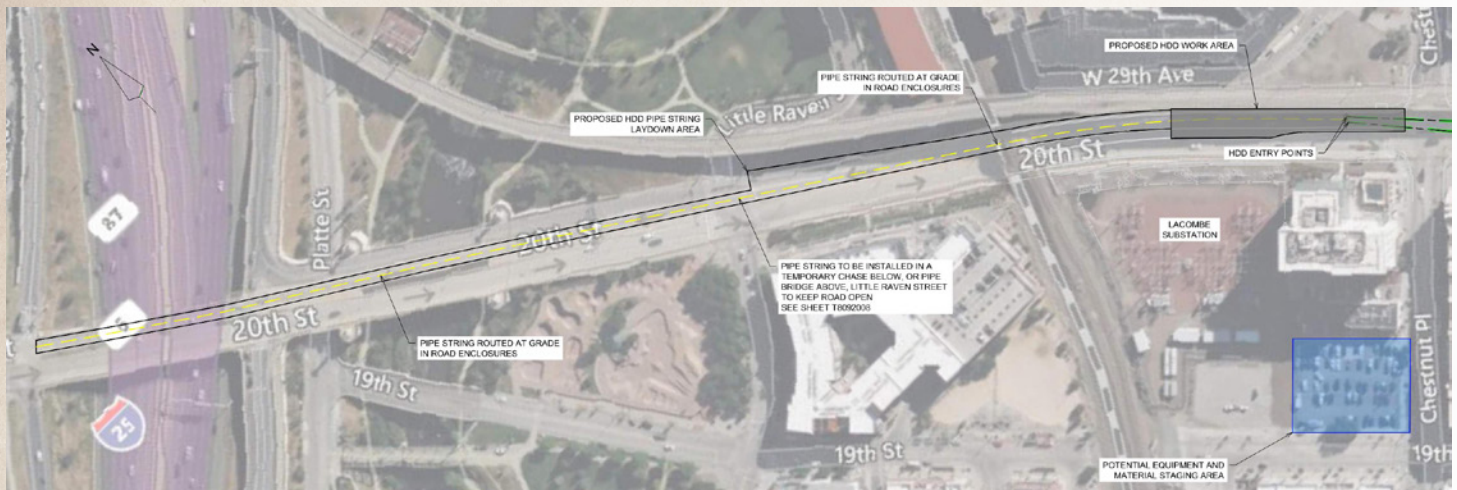 N
PROPOSED HDD WORK AREA
Chest
W 29th Ave
PIPE STRING ROUTED AT GRADE
IN ROAD ENCLOSURES
PROPOSED HDD PIPE STRING
LAYDOWN AREA
Little Raven
20th St
HDD ENTRY POINTS
87
Platte St
LACOMBE
SUBSTATION
20th St
PIPE STRING TO BE INSTALLED IN A
TEMPORARY CHASE BELOW, OR PIPE
BRIDGE ABOVE, LITTLE RAVEN STREET
TO KEEP ROAD OPEN
SEE SHEET T8092008
20th St
PIPE STRING ROUTED AT GRADE
IN ROAD ENCLOSURES
19th St
Chestnut Pl
25
19th St
19th
POTENTIAL EQUIPMENT AND
MATERIAL STAGING AREA